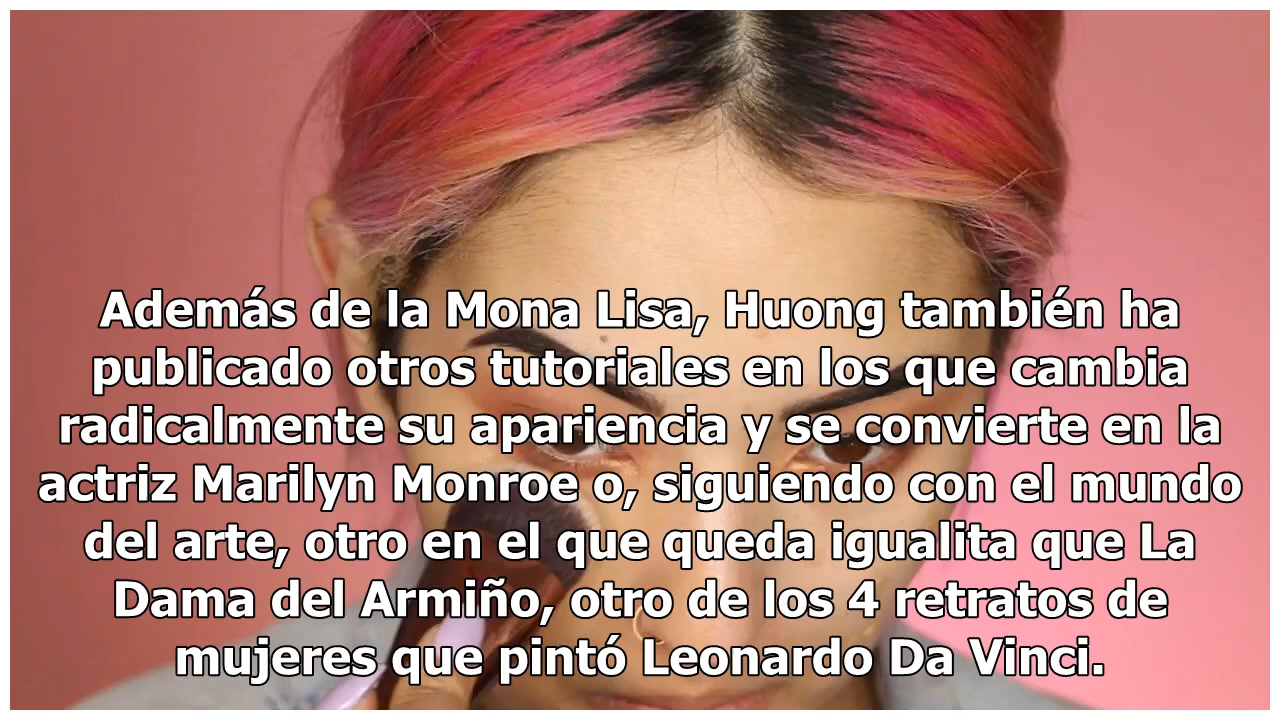 Además de la Mona Lisa, Huong también ha
publicado otros tutoriales en los que cambia
radicalmente su apariencia y se convierte en la
actriz Marilyn Monroe o, siguiendo con el mundo
del arte, otro en el que queda igualita que La
Dama del Armiño, otro de los 4 retratos de
mujeres que pintó Leonardo Da Vinci.